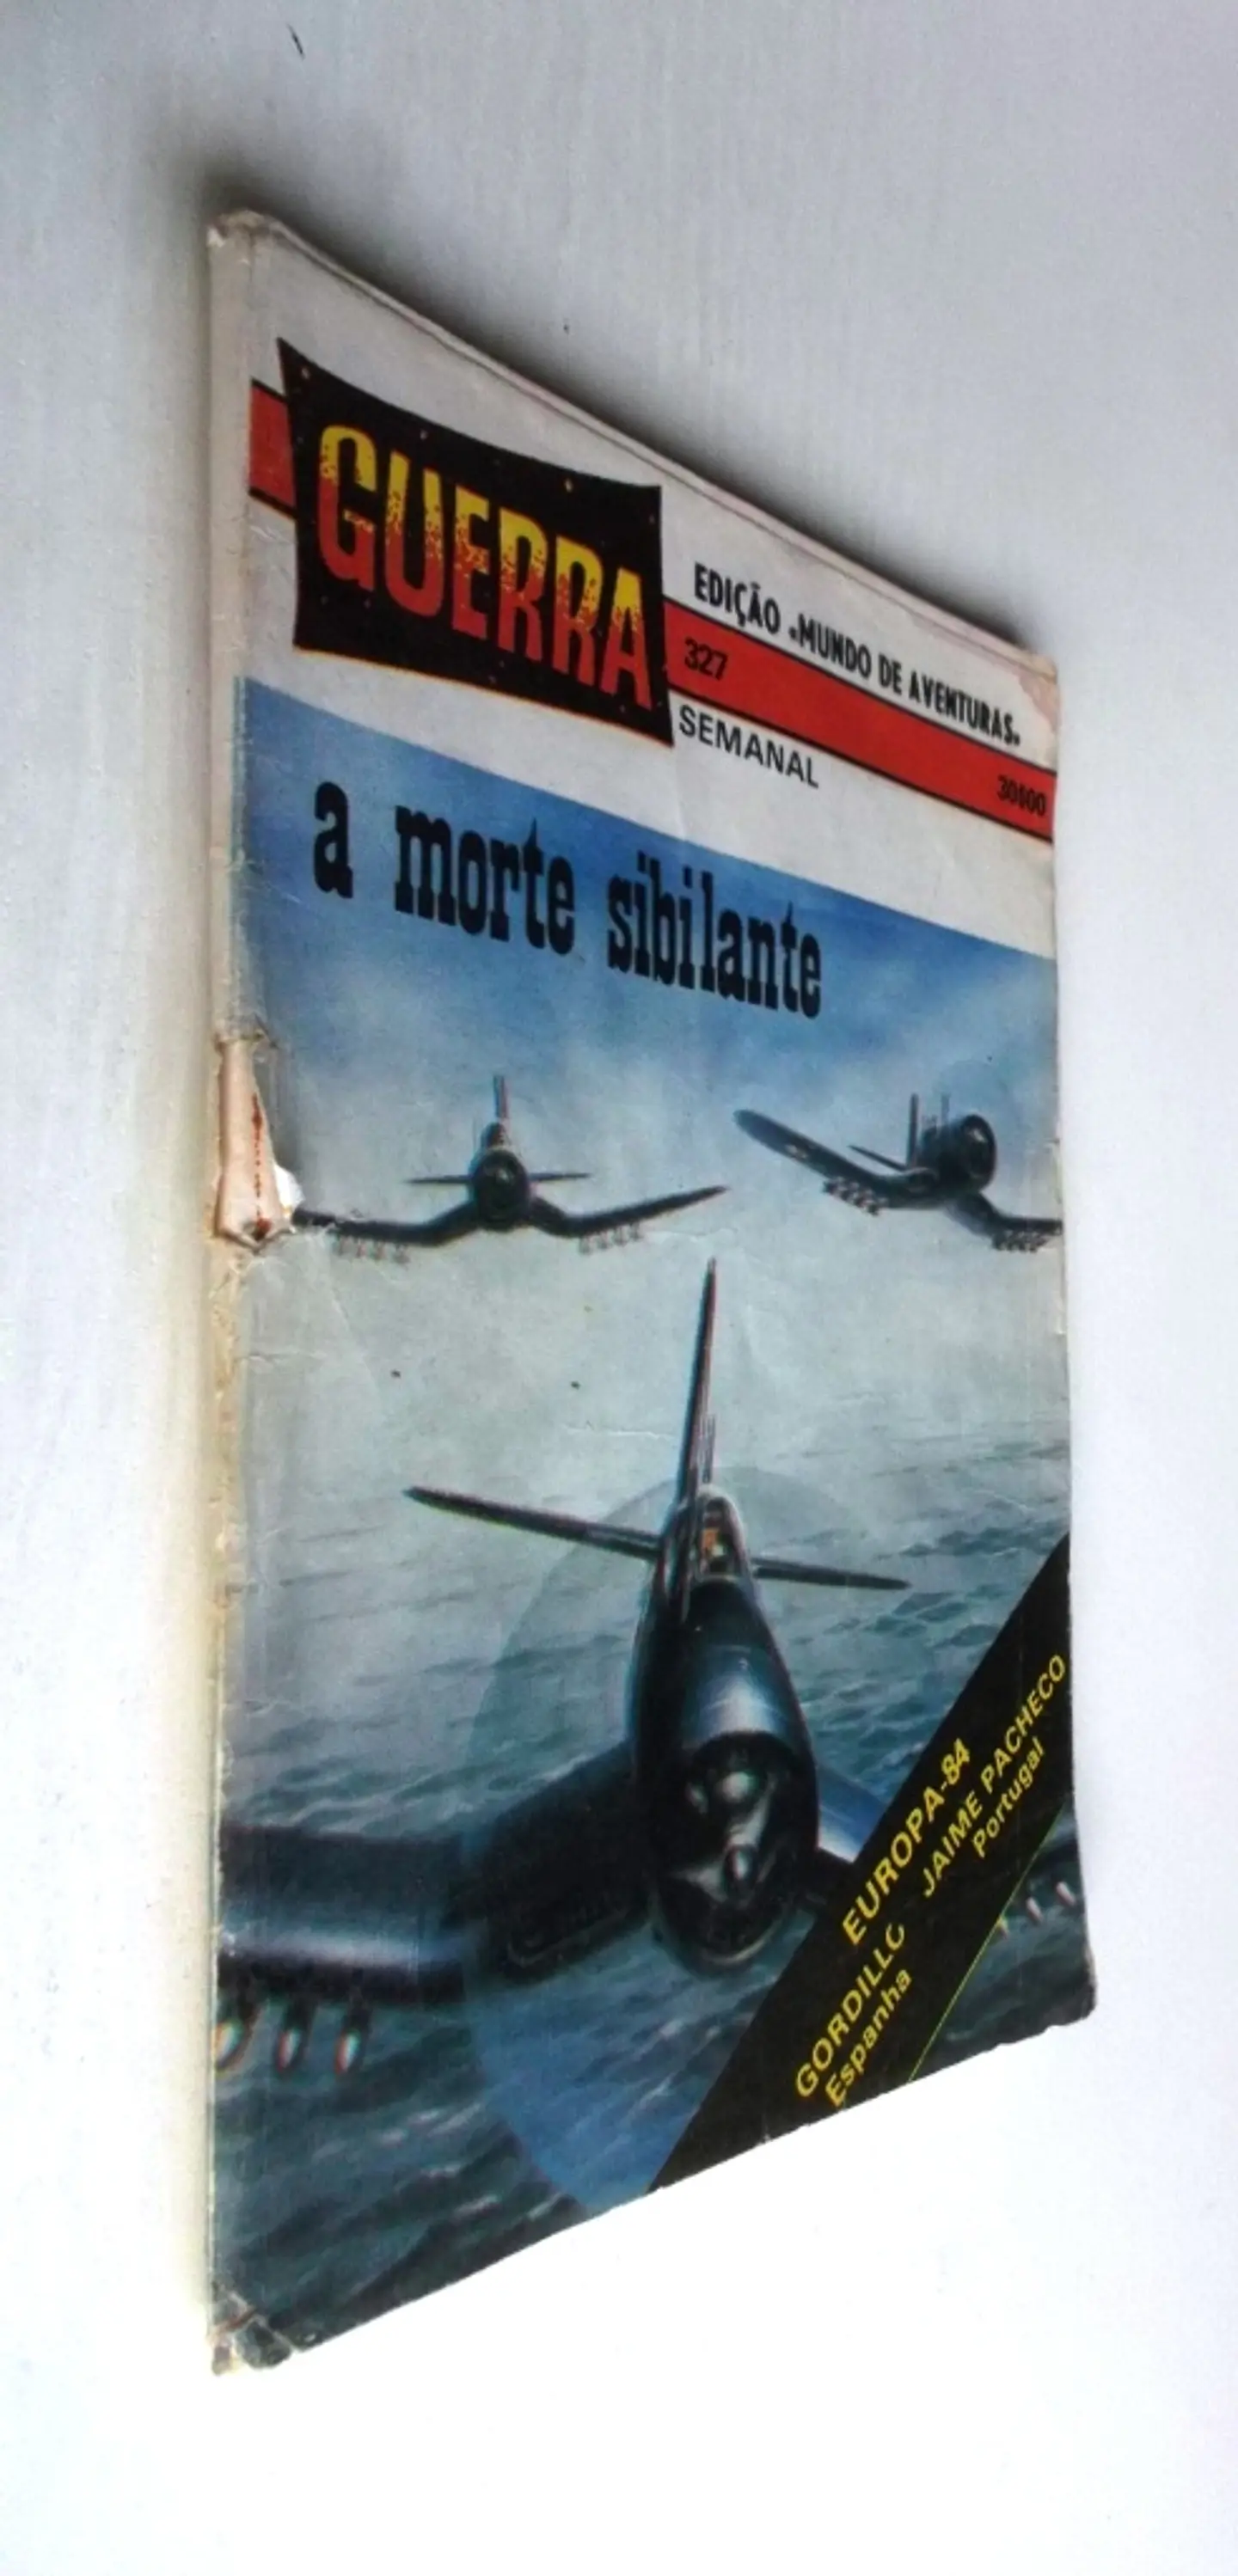 GUERRA
EDIÇÃO «MUNDO DE AVENTURAS»
327
30$00
SEMANAL
a morte sibilante
EUROPA-84
GORDILLO JAIME PACHECO
Espanha Portugal